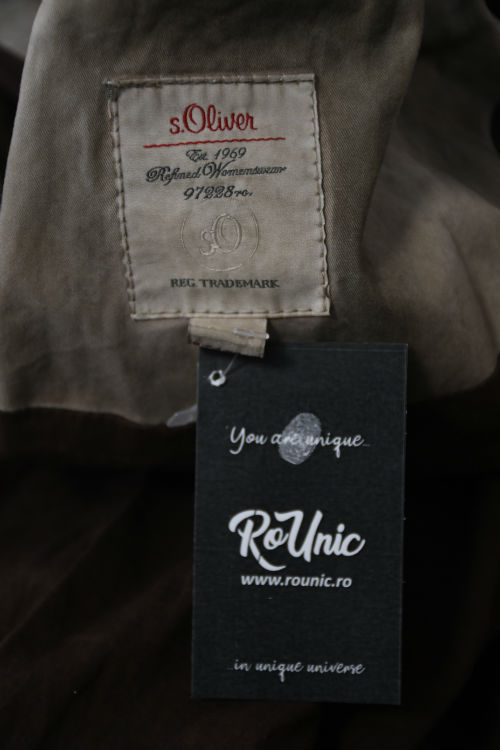 s.Oliver
Est. 1969
Refined Womenswear
97228 ro.
sO
REG. TRADEMARK
You are unique...
RoUnic
www.rounic.ro
...in unique universe